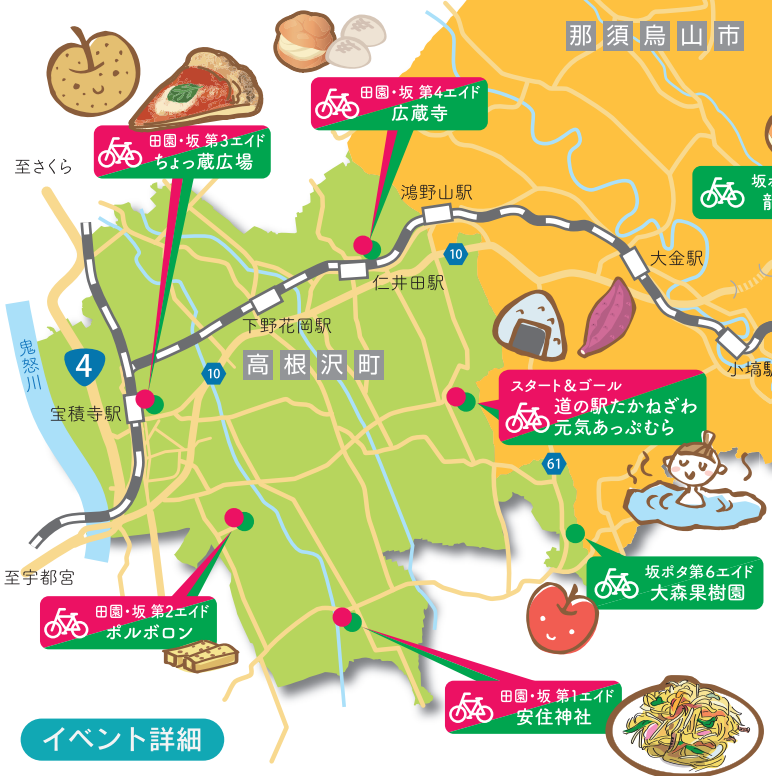 那須烏山市
田園・坂 第4エイド
広蔵寺
田園・坂 第3エイド
ちょっ蔵広場
至さくら
鴻野山駅
坂ポ
大金駅
10
仁井田駅
下野花岡駅
鬼怒川
4
10
高根沢町
小塙駅
スタート＆ゴール
道の駅たかねざわ
元気あっぷむら
宝積寺駅
61
至宇都宮
坂ポタ第6エイド
大森果樹園
田園・坂 第2エイド
ポルポロン
田園・坂 第1エイド
安住神社
イベント詳細